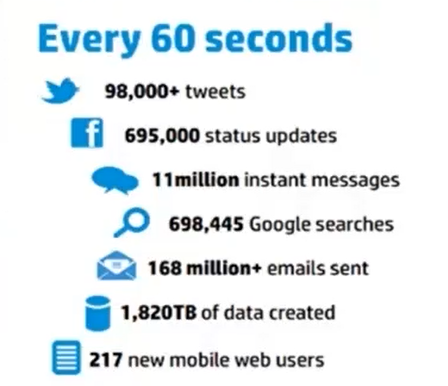 Every 60 seconds
98,000+ tweets
f 695,000 status updates
11million instant messages
698,445 Google searches
168 million+ emails sent
1,820TB of data created
217 new mobile web users